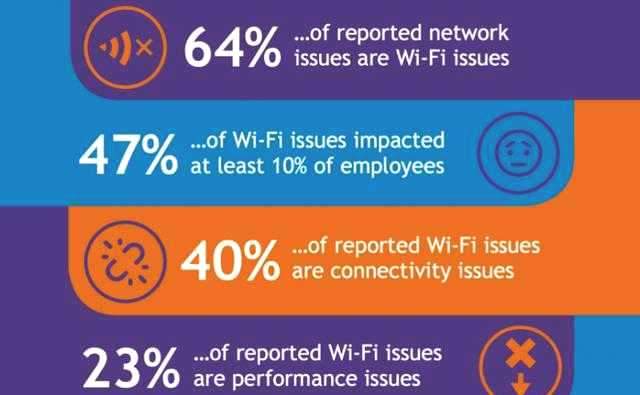 64% ...of reported network
issues are Wi-Fi issues
47% ...of Wi-Fi issues impacted
at least 10% of employees
40% ...of reported Wi-Fi issues
are connectivity issues
23% ...of reported Wi-Fi issues
are performance issues